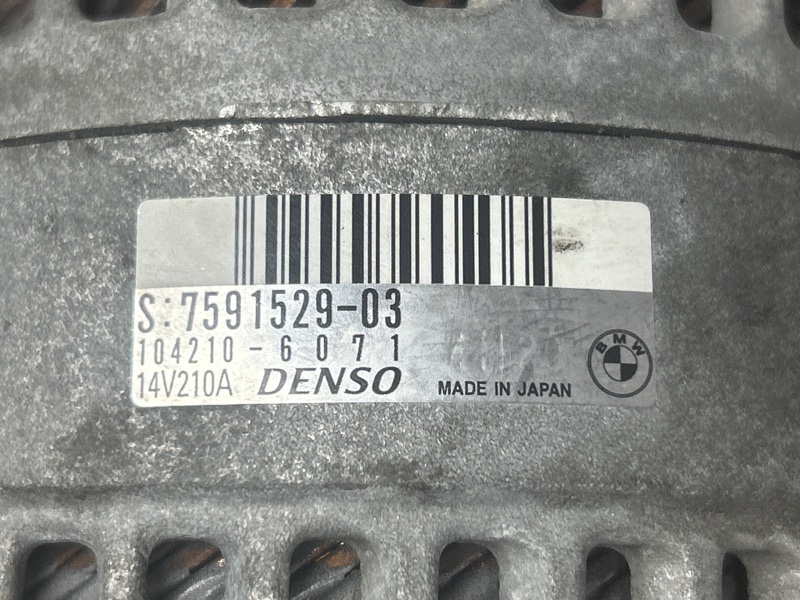 S:7591529-03
104210-6071
14V210A DENSO MADE IN JAPAN
BMW